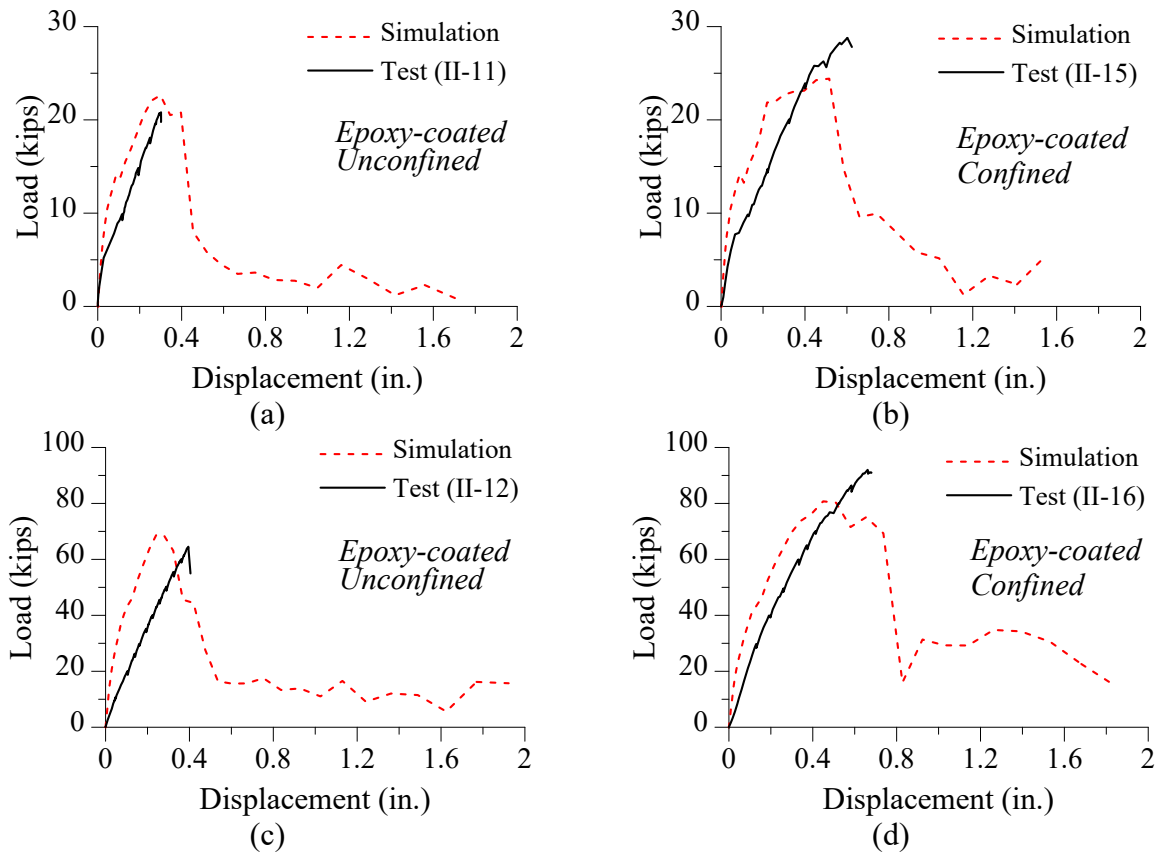 30
20
10
0
Load (kips)
Simulation
Test (II-11)
Epoxy-coated
Unconfined
0 0.4 0.8 1.2 1.6 2
Displacement (in.)
(a)
30
20
10
0
Load (kips)
Simulation
Test (II-15)
Epoxy-coated
Confined
0 0.4 0.8 1.2 1.6 2
Displacement (in.)
(b)
100
80
60
40
20
0
Load (kips)
Simulation
Test (II-12)
Epoxy-coated
Unconfined
0 0.4 0.8 1.2 1.6 2
Displacement (in.)
(c)
100
80
60
40
20
0
Load (kips)
Simulation
Test (II-16)
Epoxy-coated
Confined
0 0.4 0.8 1.2 1.6 2
Displacement (in.)
(d)